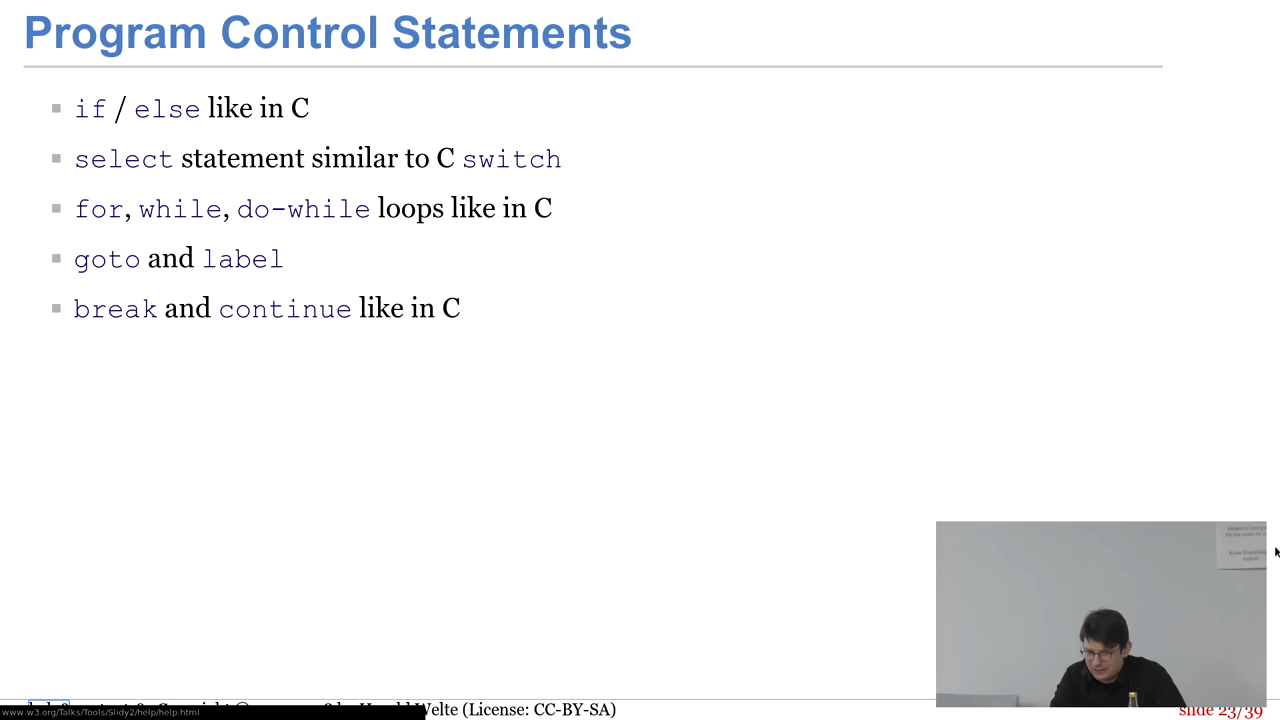 Program Control Statements
if / else like in C
select statement similar to C switch
for, while, do-while loops like in C
goto and label
break and continue like in C
Welte (License: CC-BY-SA)
slide 23/39
www.w3.org/Talks/Tools/Slidy2/help/help.html